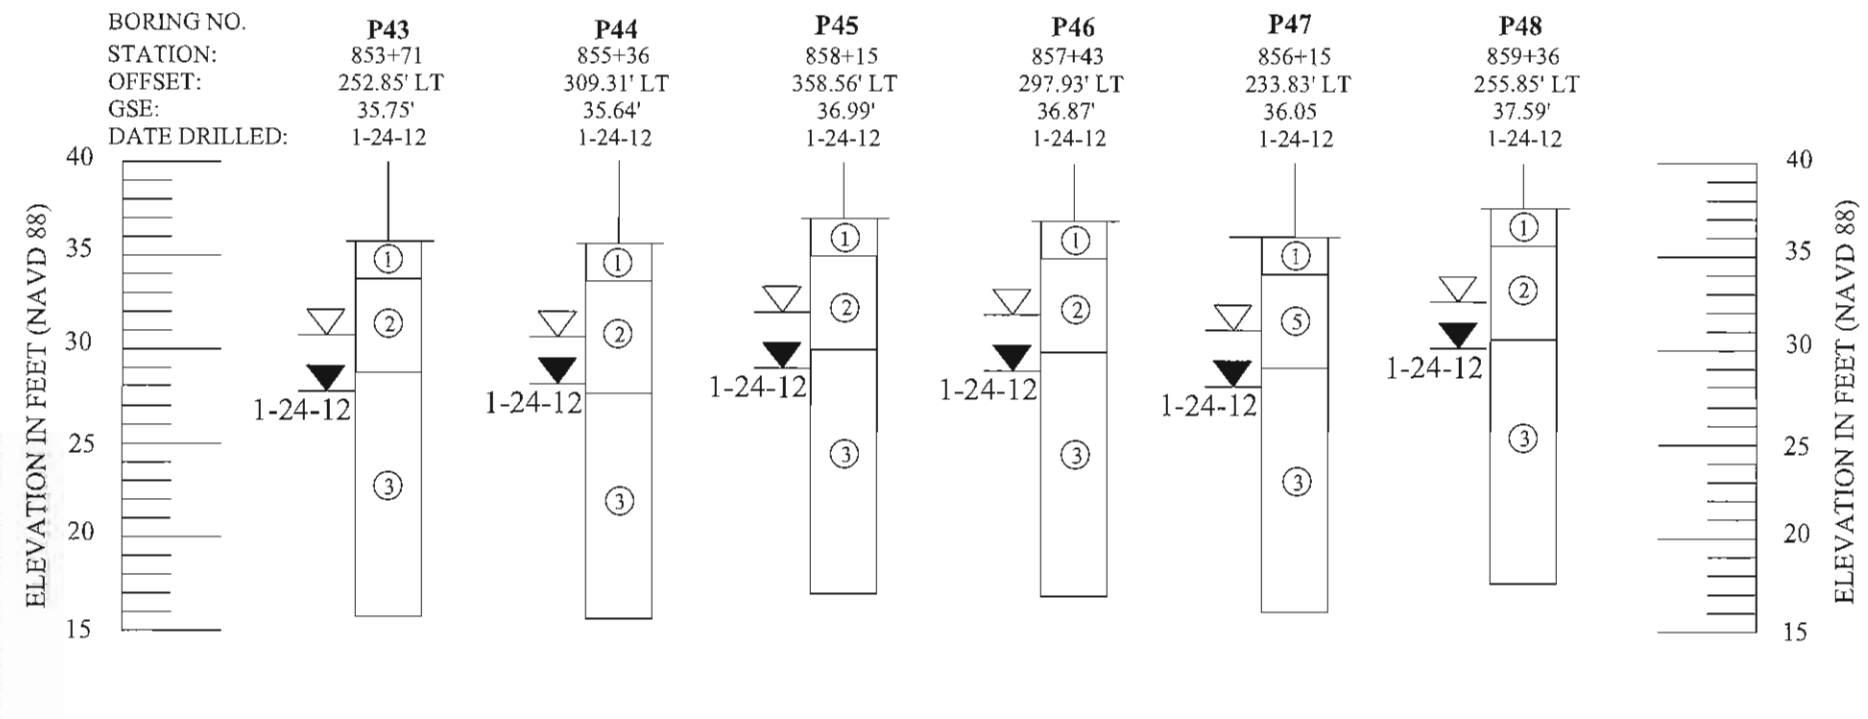 BORING NO. P43 P44 P45 P46 P47 P48
STATION: 853+71 855+36 858+15 857+43 856+15 859+36
OFFSET: 252.85' LT 309.31' LT 358.56' LT 297.93' LT 233.83' LT 255.85' LT
GSE: 35.75' 35.64' 36.99' 36.87' 36.05 37.59'
DATE DRILLED: 1-24-12 1-24-12 1-24-12 1-24-12 1-24-12 1-24-12
40 40
1 1 1 1 1 1
35 35
2 2 2 2 5 2
30 30
1-24-12 1-24-12 1-24-12 1-24-12 1-24-12 1-24-12
25 25
3 3 3 3 3 3
20 20
15 15
ELEVATION IN FEET (NAVD 88)
ELEVATION IN FEET (NAVD 88)